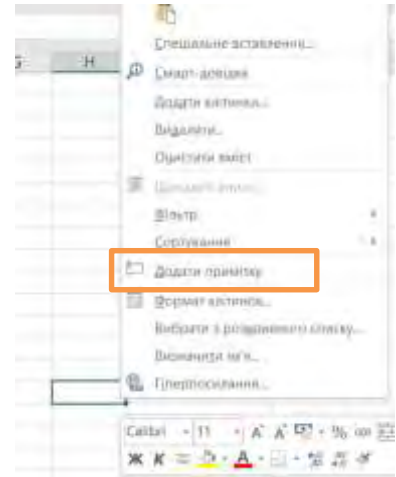 G H
Спеціальне вставлення...
Смарт-довідка
Додати клітинки...
Видалити...
Очистити вміст
Фільтр
Сортування
Додати примітку
Формат клітинок...
Вибрати з розкривного списку...
Визначити ім'я...
Гіперпосилання...
Calibri 11 A A % 000
Ж К A